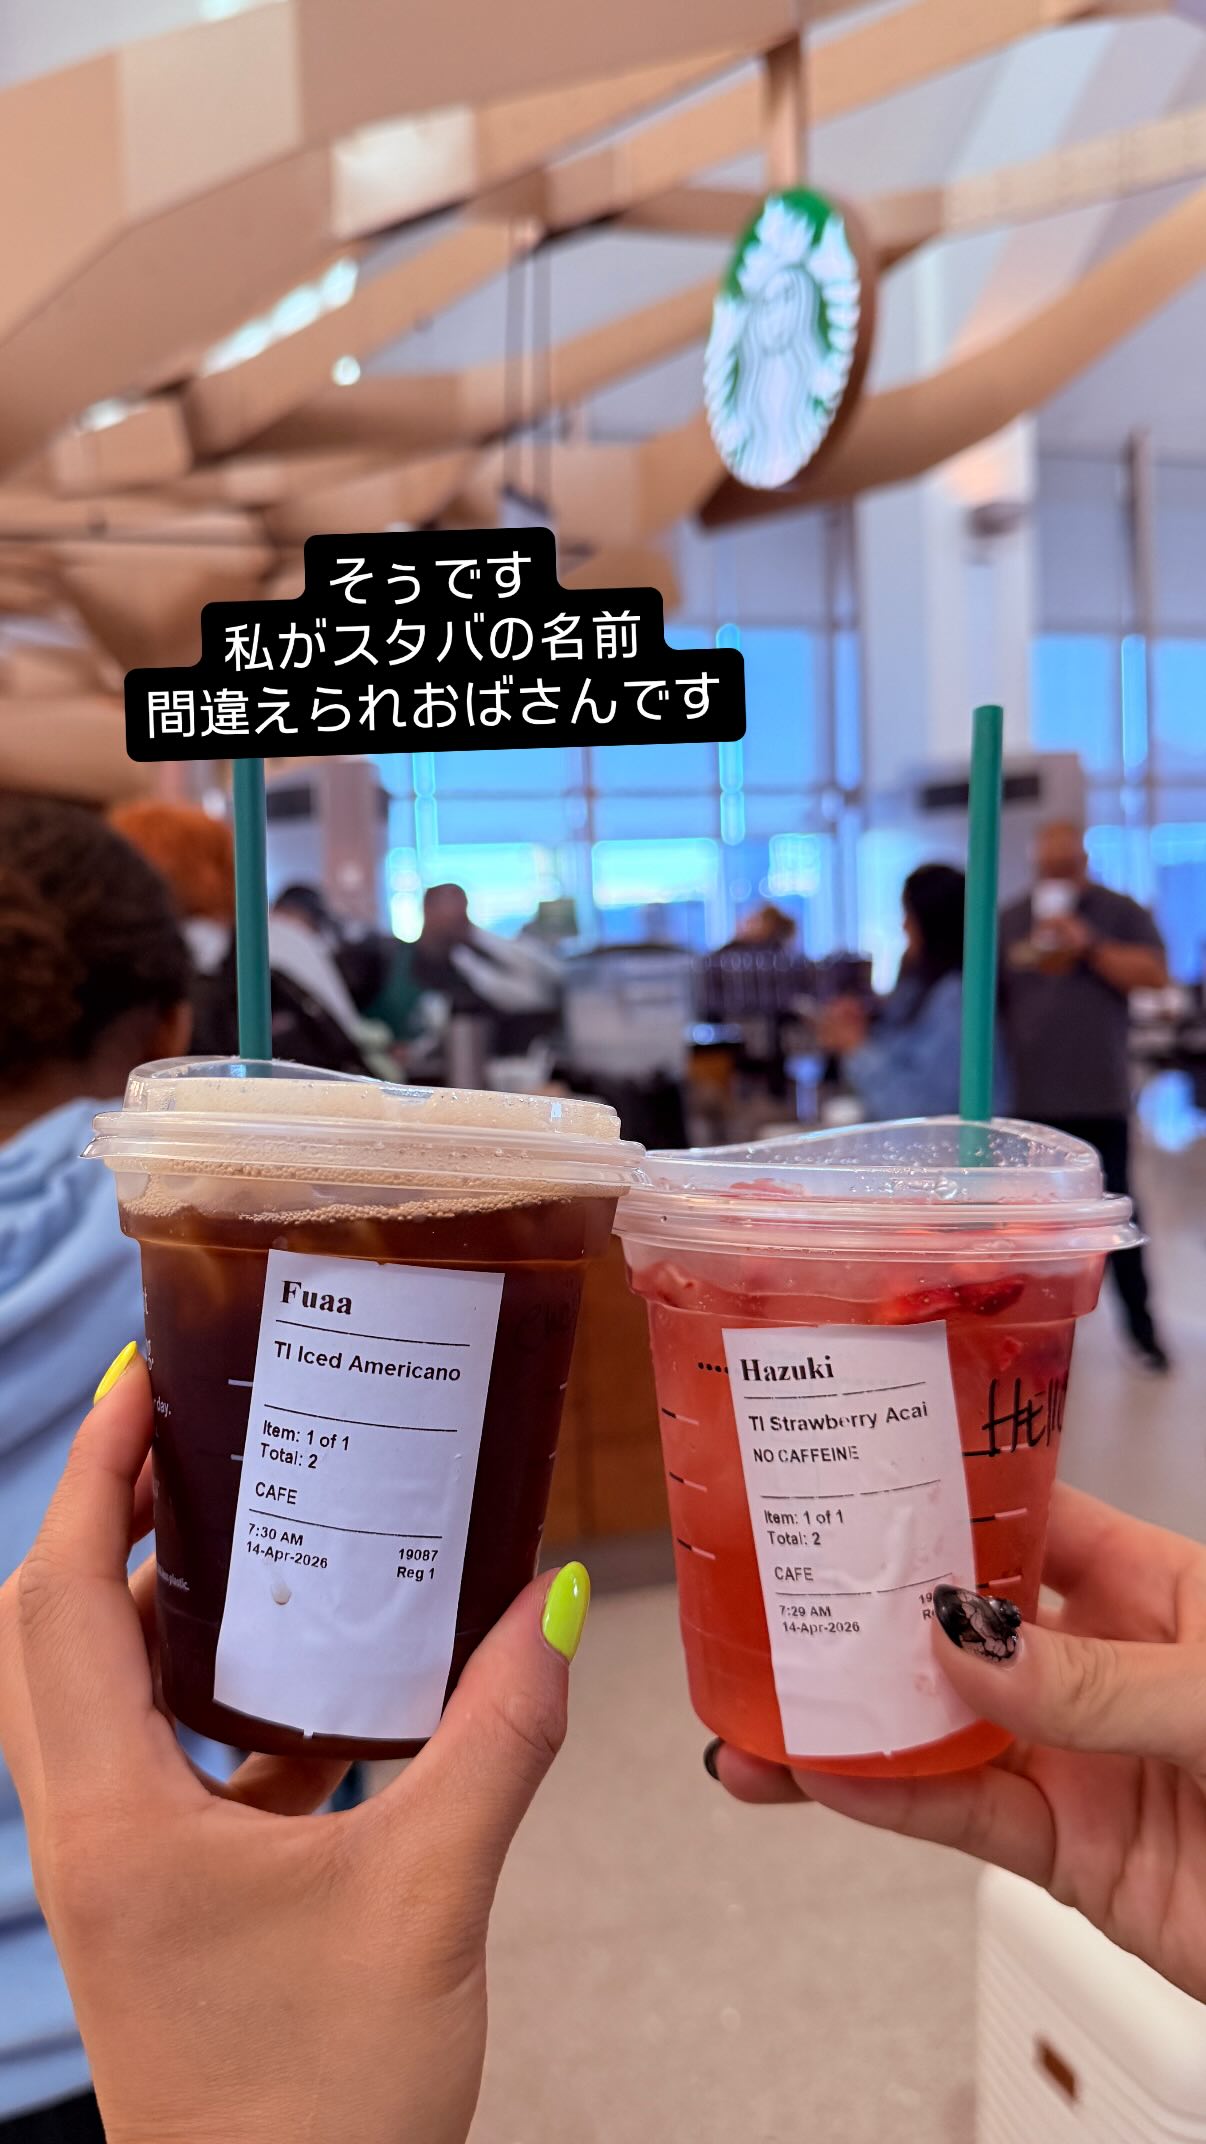 そぅです
私がスタバの名前
間違えられおばさんです
Fuaa
TI Iced Americano
Item: 1 of 1
Total: 2
CAFE
7:30 AM
14-Apr-2026
19087
Reg 1
day.
plastic.
Hazuki
TI Strawberry Acai
NO CAFFEINE
Item: 1 of 1
Total: 2
CAFE
7:29 AM
14-Apr-2026